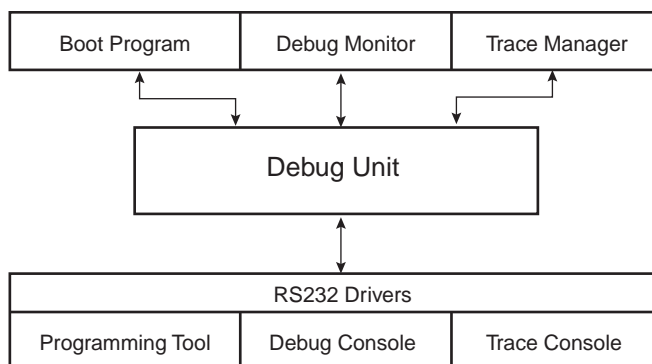 Boot Program
Debug Monitor
Trace Manager
Debug Unit
RS232 Drivers
Programming Tool
Debug Console
Trace Console